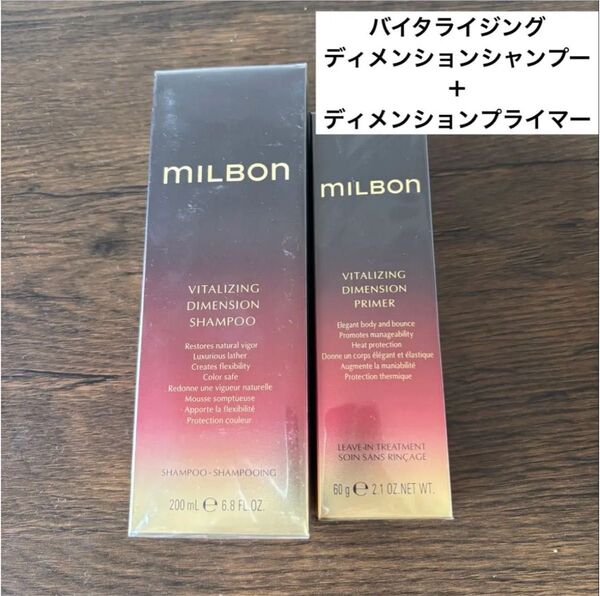 バイタライジング
ディメンションシャンプー
+
ディメンションプライマー
MILBON
VITALIZING
DIMENSION
SHAMPOO
Restores natural vigor
Luxurious lather
Creates flexibility
Color safe
Redonne une vigueur naturelle
Mousse somptueuse
Apporte la flexibilité
Protection couleur
SHAMPOO • SHAMPOOING
200 mL ℮ 6.8 FL.OZ.
MILBON
VITALIZING
DIMENSION
PRIMER
Elegant body and bounce
Promotes manageability
Heat protection
Donne un corps élégant et élastique
Augmente la maniabilité
Protection thermique
LEAVE-IN TREATMENT
SOIN SANS RINÇAGE
60 g ℮ 2.1 OZ.NET WT.